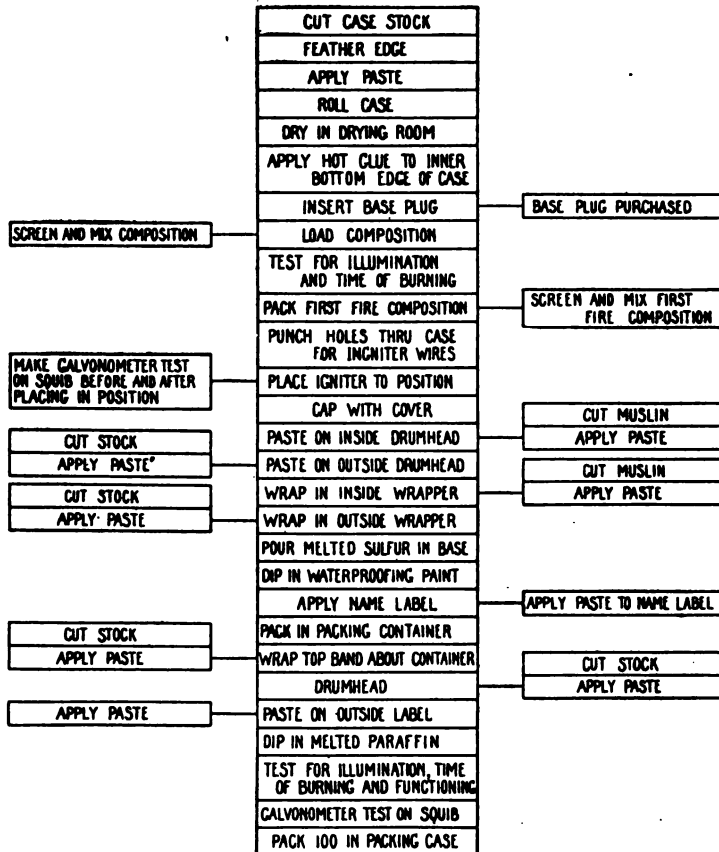 CUT CASE STOCK
FEATHER EDGE
APPLY PASTE
ROLL CASE
DRY IN DRYING ROOM
APPLY HOT GLUE TO INNER
BOTTOM EDGE OF CASE
INSERT BASE PLUG
BASE PLUG PURCHASED
SCREEN AND MIX COMPOSITION
LOAD COMPOSITION
TEST FOR ILLUMINATION
AND TIME OF BURNING
PACK FIRST FIRE COMPOSITION
SCREEN AND MIX FIRST
FIRE COMPOSITION
PUNCH HOLES THRU CASE
FOR INGNITER WIRES
MAKE GALVONOMETER TEST
ON SQUIB BEFORE AND AFTER
PLACING IN POSITION
PLACE IGNITER TO POSITION
CAP WITH COVER
CUT MUSLIN
APPLY PASTE
PASTE ON INSIDE DRUMHEAD
CUT STOCK
APPLY PASTE
PASTE ON OUTSIDE DRUMHEAD
CUT MUSLIN
APPLY PASTE
WRAP IN INSIDE WRAPPER
CUT STOCK
APPLY PASTE
WRAP IN OUTSIDE WRAPPER
POUR MELTED SULFUR IN BASE
DIP IN WATERPROOFING PAINT
APPLY NAME LABEL
APPLY PASTE TO NAME LABEL
PACK IN PACKING CONTAINER
CUT STOCK
APPLY PASTE
WRAP TOP BAND ABOUT CONTAINER
CUT STOCK
APPLY PASTE
DRUMHEAD
APPLY PASTE
PASTE ON OUTSIDE LABEL
DIP IN MELTED PARAFFIN
TEST FOR ILLUMINATION, TIME
OF BURNING AND FUNCTIONING
GALVONOMETER TEST ON SQUIB
PACK 100 IN PACKING CASE